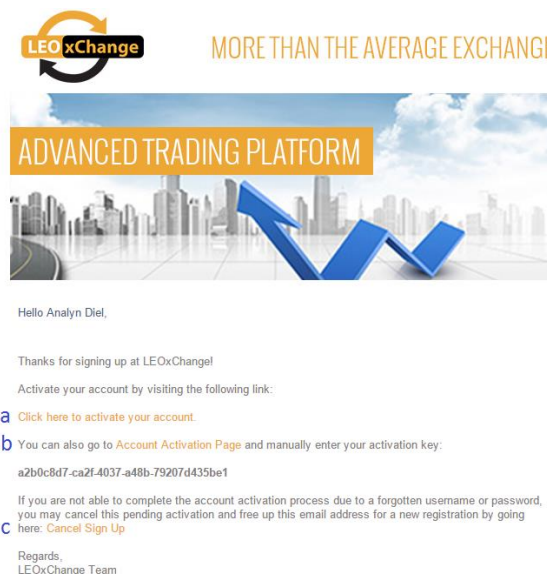 LEO xChange
MORE THAN THE AVERAGE EXCHANGE
ADVANCED TRADING PLATFORM
Hello Analyn Diel,
Thanks for signing up at LEOxChange!
Activate your account by visiting the following link:
a Click here to activate your account.
b You can also go to Account Activation Page and manually enter your activation key:
a2b0c8d7-ca2f-4037-a48b-79207d435be1
If you are not able to complete the account activation process due to a forgotten username or password,
you may cancel this pending activation and free up this email address for a new registration by going
c here: Cancel Sign Up
Regards,
LEOxChange Team